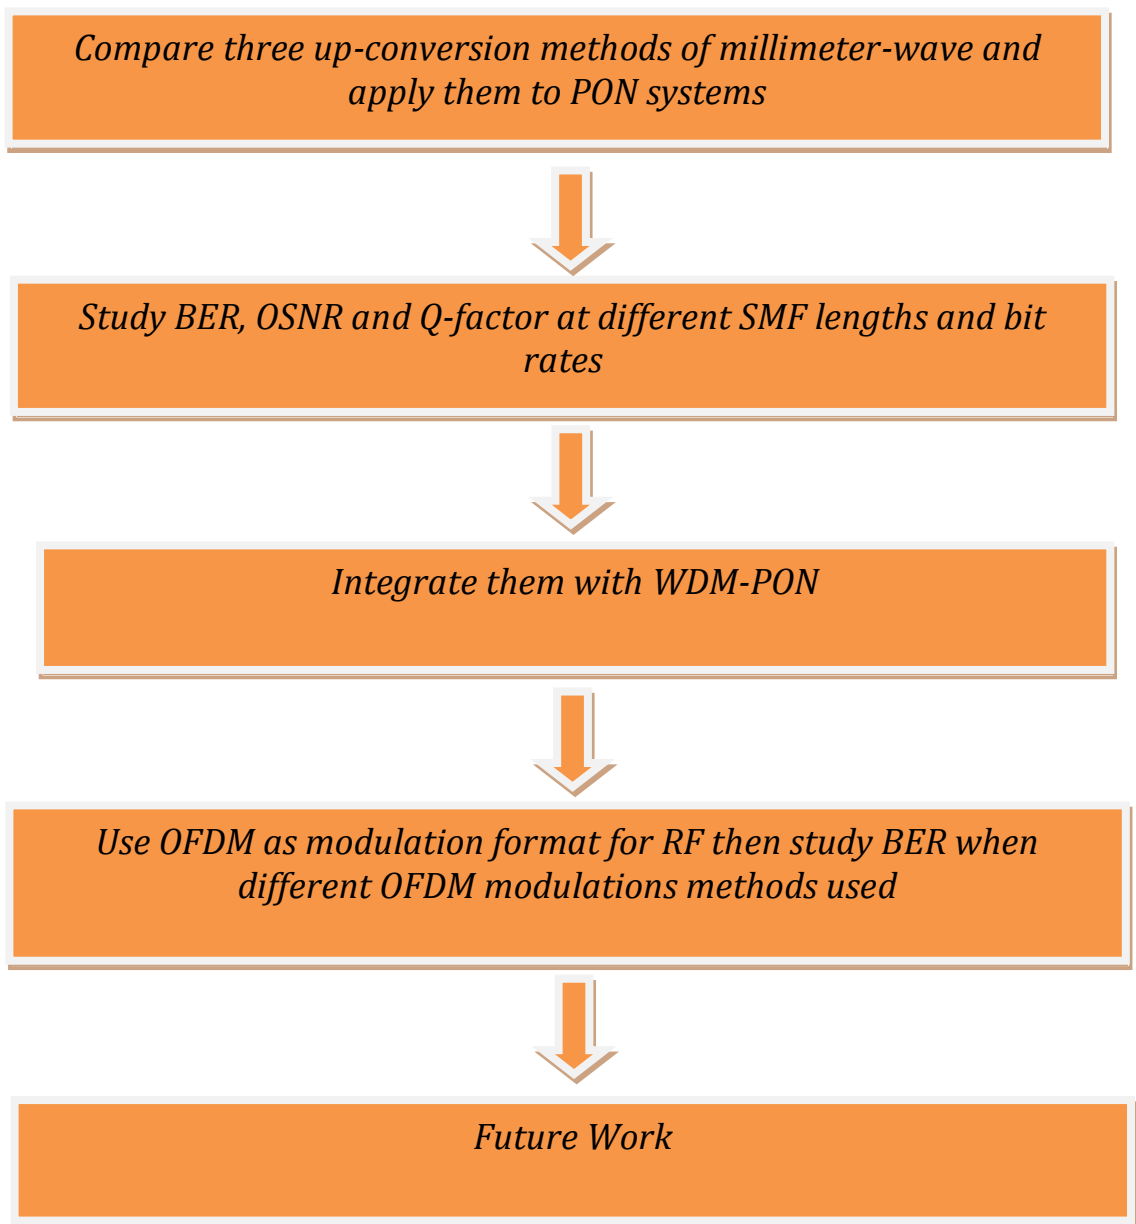 Compare three up-conversion methods of millimeter-wave and
apply them to PON systems
Study BER, OSNR and Q-factor at different SMF lengths and bit
rates
Integrate them with WDM-PON
Use OFDM as modulation format for RF then study BER when
different OFDM modulations methods used
Future Work